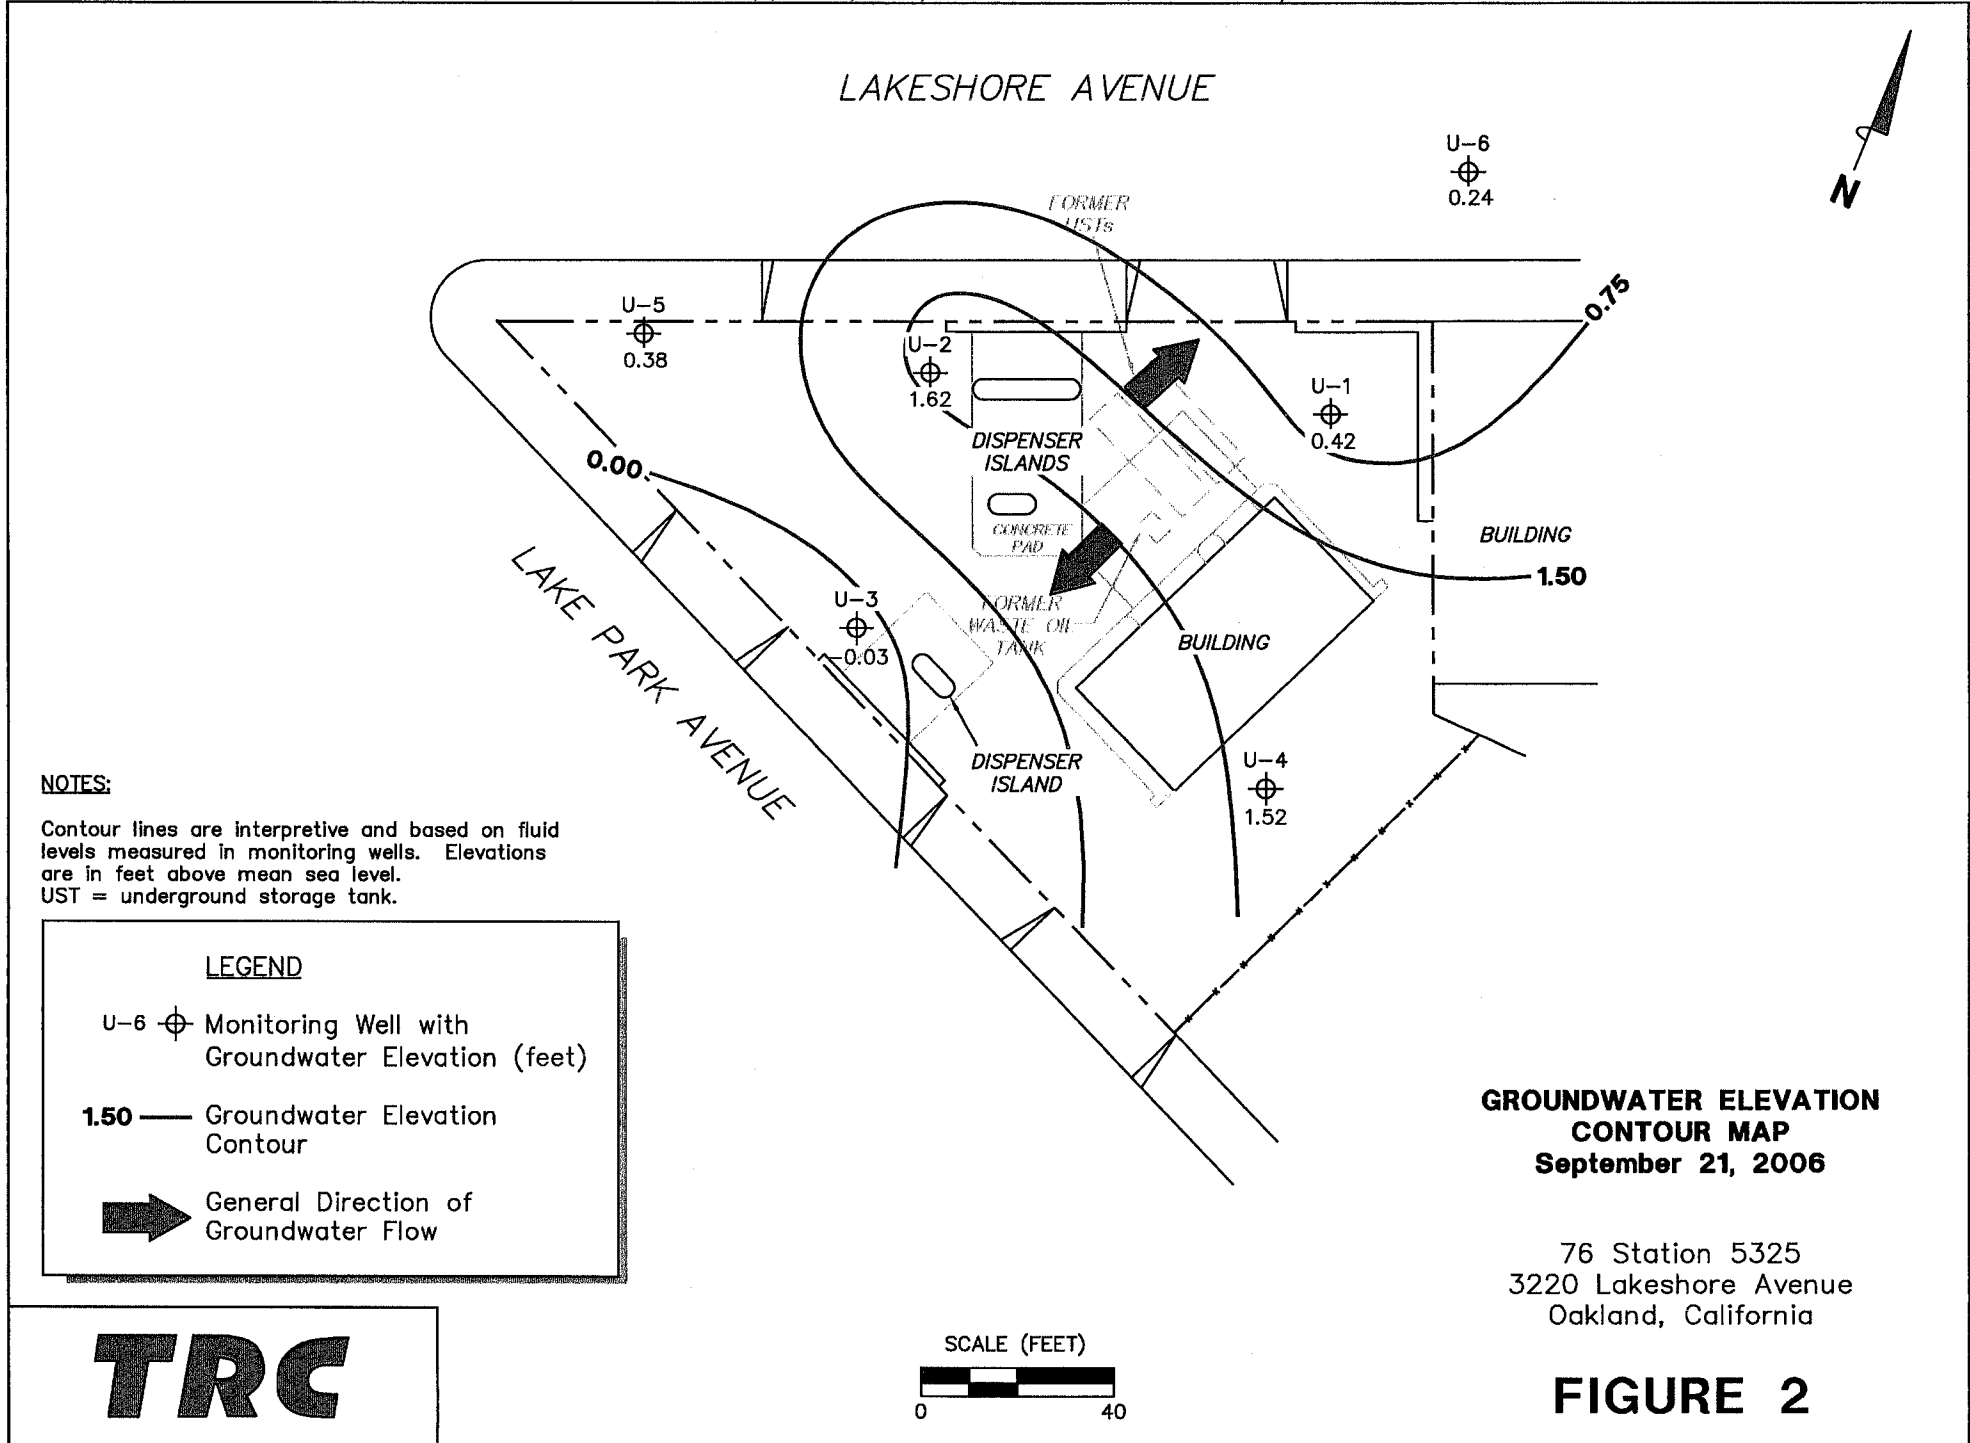 LAKESHORE AVENUE
U-6
0.24
N
FORMER
USTs
0.75
U-5
0.38
U-2
1.62
U-1
0.42
DISPENSER
ISLANDS
0.00
CONCRETE
PAD
BUILDING
1.50
LAKE PARK AVENUE
U-3
-0.03
FORMER
WASTE OIL
TANK
BUILDING
DISPENSER
ISLAND
U-4
1.52
NOTES:
Contour lines are interpretive and based on fluid
levels measured in monitoring wells. Elevations
are in feet above mean sea level.
UST = underground storage tank.
LEGEND
U-6 Monitoring Well with
Groundwater Elevation (feet)
1.50 Groundwater Elevation
Contour
General Direction of
Groundwater Flow
GROUNDWATER ELEVATION
CONTOUR MAP
September 21, 2006
76 Station 5325
3220 Lakeshore Avenue
Oakland, California
TRC
SCALE (FEET)
0 40
FIGURE 2